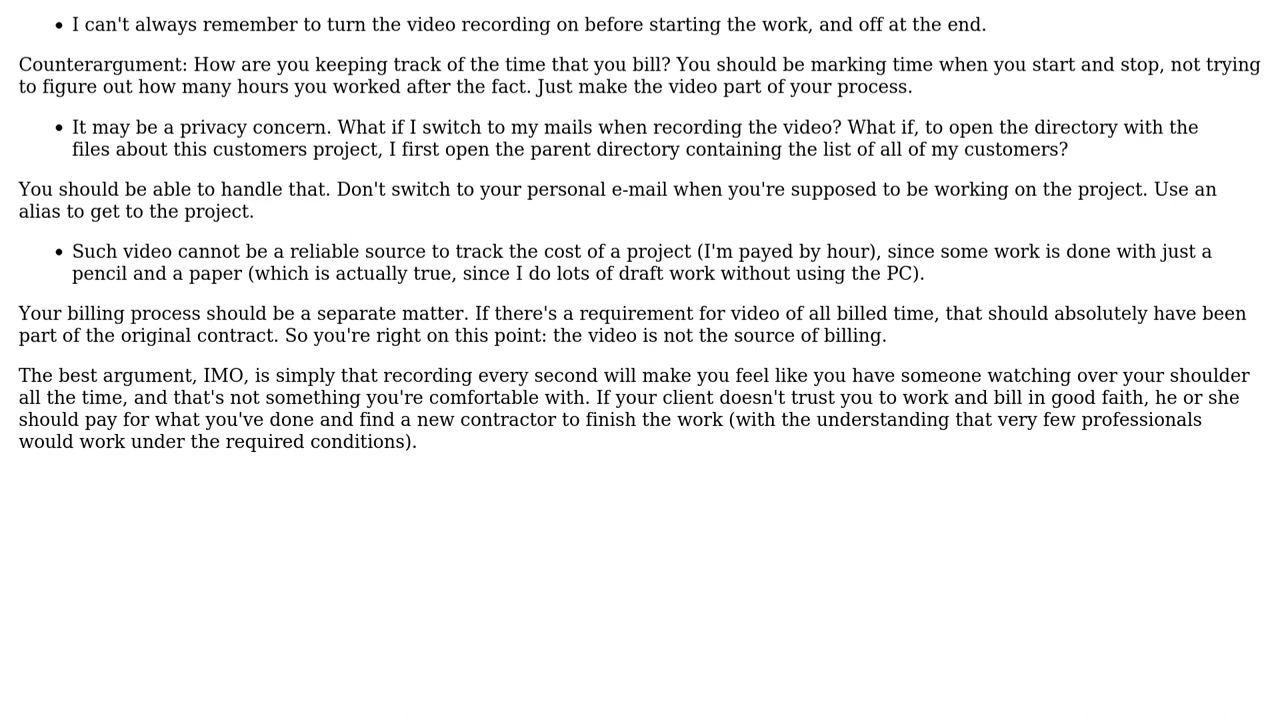 • I can't always remember to turn the video recording on before starting the work, and off at the end.
Counterargument: How are you keeping track of the time that you bill? You should be marking time when you start and stop, not trying
to figure out how many hours you worked after the fact. Just make the video part of your process.
• It may be a privacy concern. What if I switch to my mails when recording the video? What if, to open the directory with the
files about this customers project, I first open the parent directory containing the list of all of my customers?
You should be able to handle that. Don't switch to your personal e-mail when you're supposed to be working on the project. Use an
alias to get to the project.
• Such video cannot be a reliable source to track the cost of a project (I'm payed by hour), since some work is done with just a
pencil and a paper (which is actually true, since I do lots of draft work without using the PC).
Your billing process should be a separate matter. If there's a requirement for video of all billed time, that should absolutely have been
part of the original contract. So you're right on this point: the video is not the source of billing.
The best argument, IMO, is simply that recording every second will make you feel like you have someone watching over your shoulder
all the time, and that's not something you're comfortable with. If your client doesn't trust you to work and bill in good faith, he or she
should pay for what you've done and find a new contractor to finish the work (with the understanding that very few professionals
would work under the required conditions).